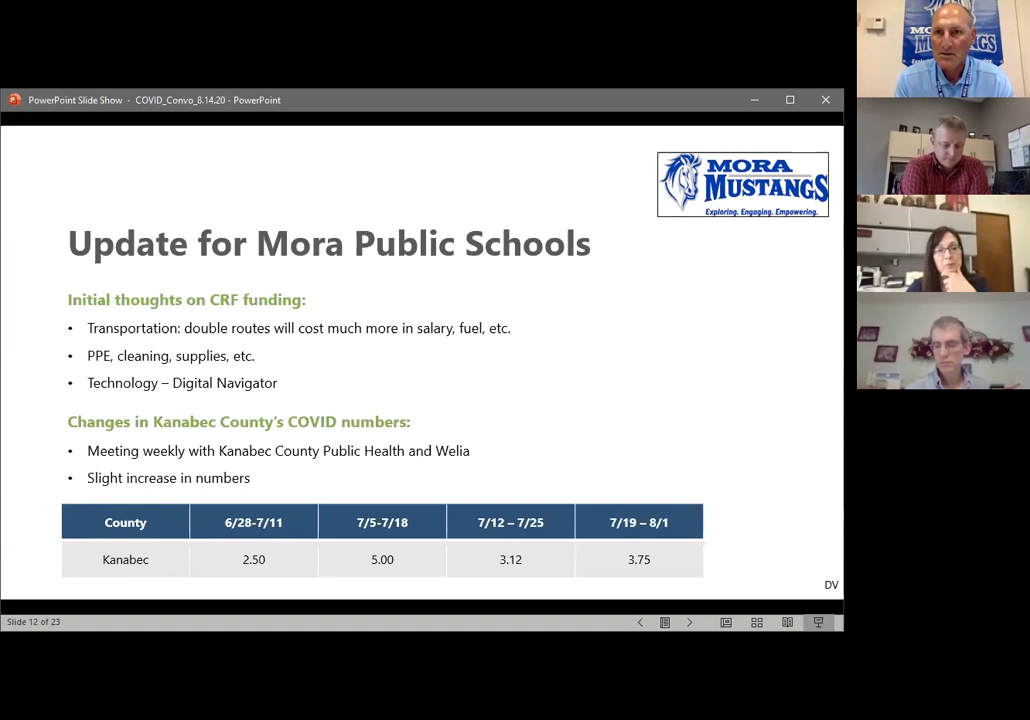 PowerPoint Slide Show - COVID_Convo_8.14.20 - PowerPoint
MORA
MUSTANGS
Exploring. Engaging. Empowering.
Update for Mora Public Schools
Initial thoughts on CRF funding:
• Transportation: double routes will cost much more in salary, fuel, etc.
• PPE, cleaning, supplies, etc.
• Technology – Digital Navigator
Changes in Kanabec County's COVID numbers:
• Meeting weekly with Kanabec County Public Health and Welia
• Slight increase in numbers
County 6/28-7/11 7/5-7/18 7/12 – 7/25 7/19 – 8/1
Kanabec 2.50 5.00 3.12 3.75
DV
Slide 12 of 23